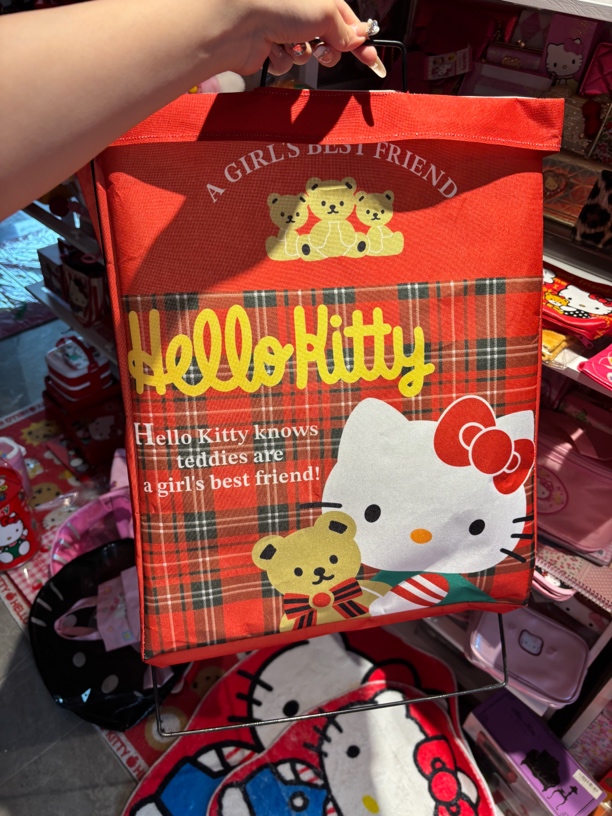 A GIRL'S BEST FRIEND
Hello Kitty
Hello Kitty knows
teddies are
a girl's best friend!